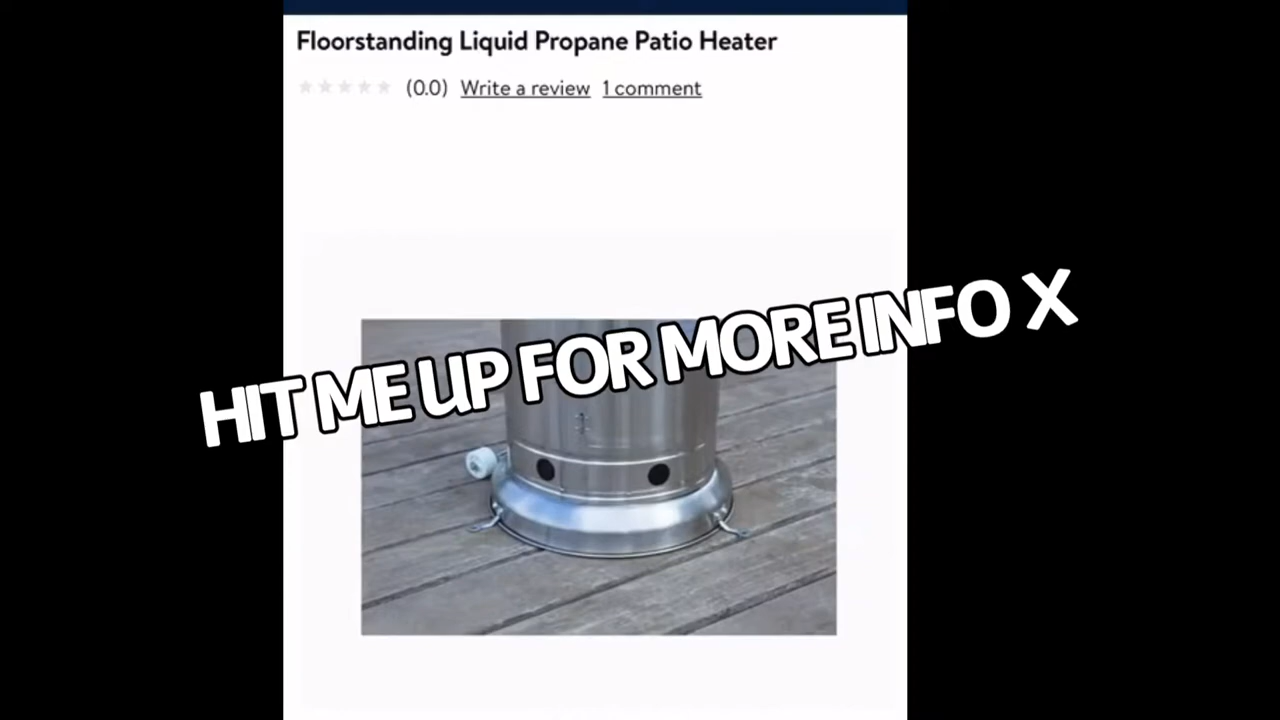 Floorstanding Liquid Propane Patio Heater
(0.0) Write a review 1 comment
HIT ME UP FOR MORE INFO X